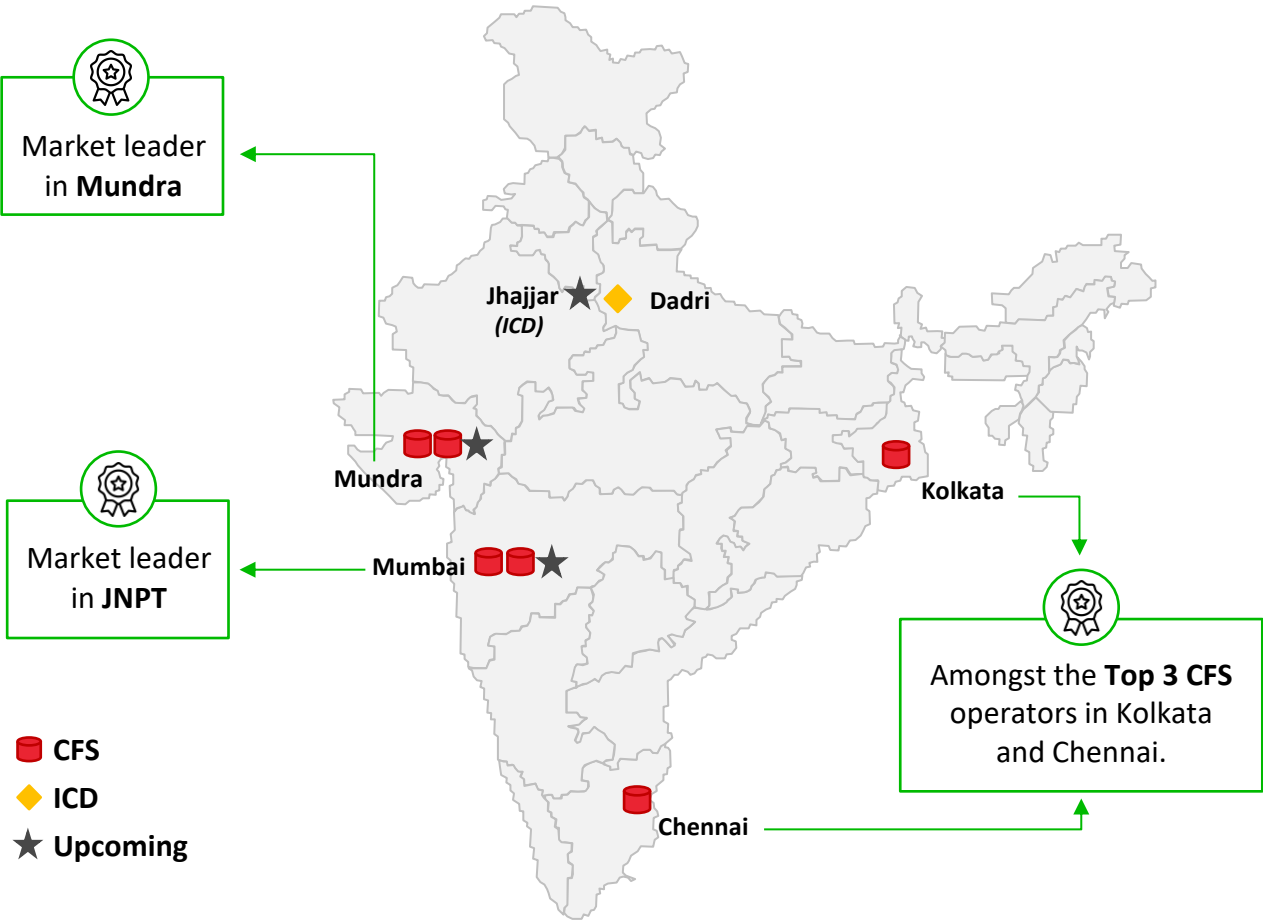 Market leader
in Mundra
Jhajjar
(ICD)
Dadri
Mundra
Kolkata
Market leader
in JNPT
Mumbai
Amongst the Top 3 CFS
operators in Kolkata
and Chennai.
CFS
ICD
Upcoming
Chennai